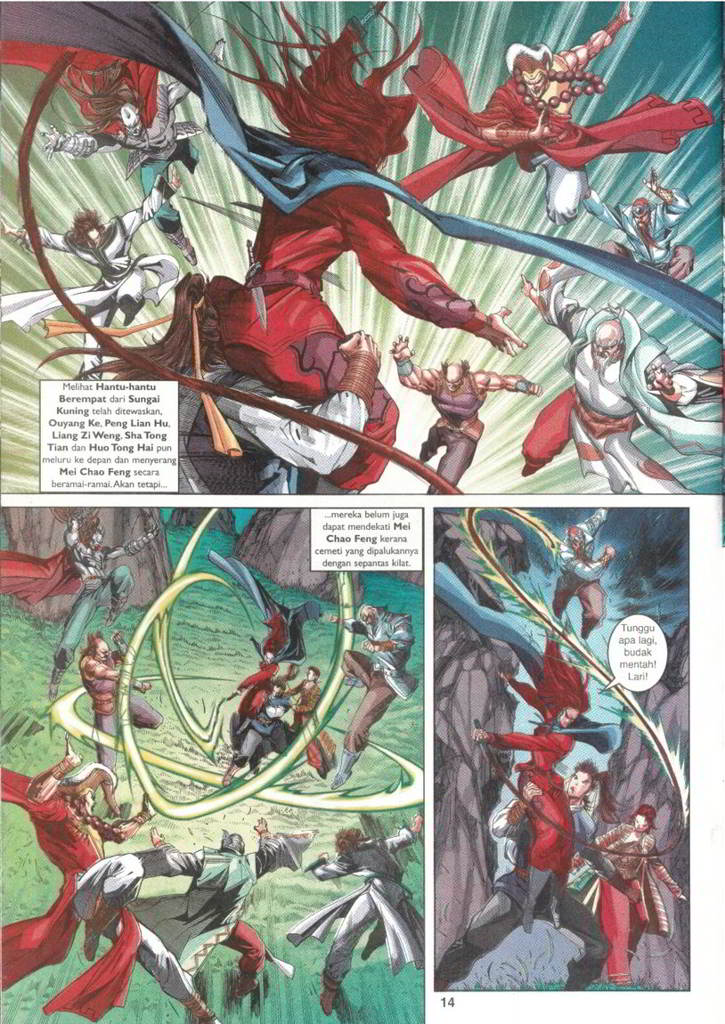 Melihat Hantu-hantu
Berempat dari Sungai
Kuning telah ditewaskan,
Ouyang Ke, Peng Lian Hu,
Liang Zi Weng, Sha Tong
Tian dan Huo Tong Hai pun
meluru ke depan dan menyerang
Mei Chao Feng secara
beramai-ramai. Akan tetapi...
...mereka belum juga
dapat mendekati Mei
Chao Feng kerana
cemeti yang dipalukannya
dengan sepantas kilat.
Tunggu
apa lagi,
budak
mentah!
Lari!
14